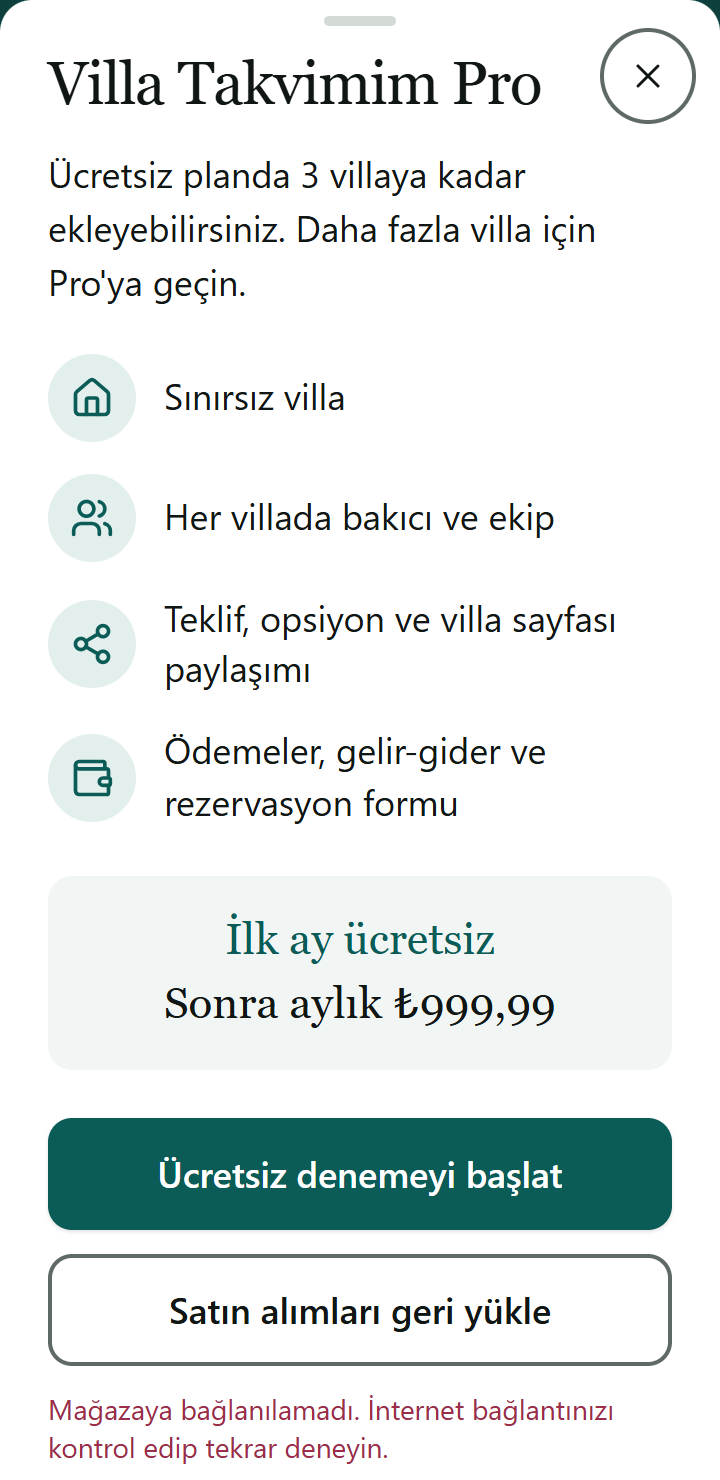 Villa Takvimim Pro
Ücretsiz planda 3 villaya kadar
ekleyebilirsiniz. Daha fazla villa için
Pro'ya geçin.
Sınırsız villa
Her villada bakıcı ve ekip
Teklif, opsiyon ve villa sayfası
paylaşımı
Ödemeler, gelir-gider ve
rezervasyon formu
İlk ay ücretsiz
Sonra aylık ₺999,99
Ücretsiz denemeyi başlat
Satın alımları geri yükle
Mağazaya bağlanılamadı. İnternet bağlantınızı
kontrol edip tekrar deneyin.